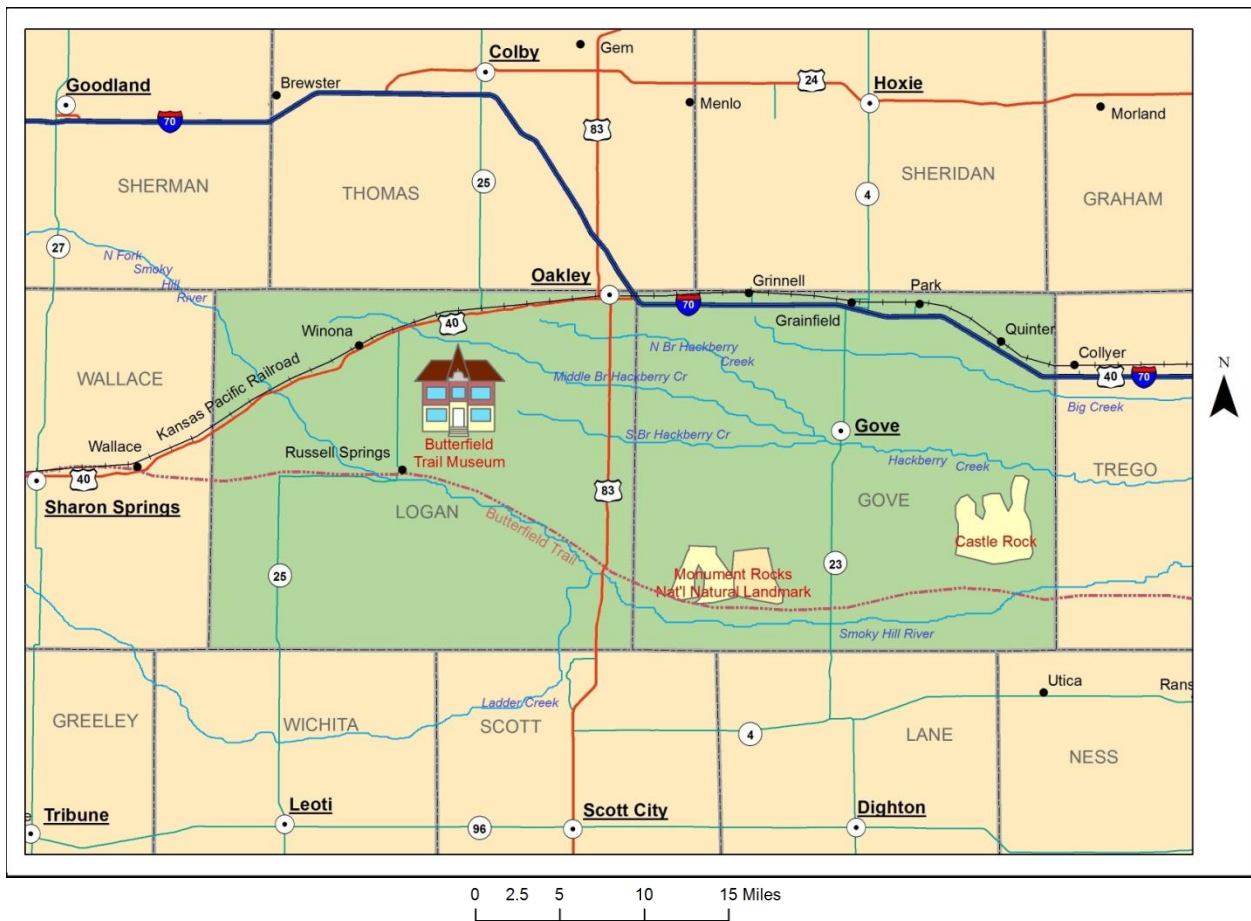 Gem
Colby
Goodland
Brewster
24
Hoxie
Menlo
Morland
70
83
SHERMAN
THOMAS
25
SHERIDAN
4
GRAHAM
27
N Fork
Smoky
Hill
River
Oakley
Grinnell
Park
70
Grainfield
Winona
40
Quinter
N Br Hackberry
Creek
Collyer
WALLACE
Kansas Pacific Railroad
Middle Br Hackberry Cr
40
70
Big Creek
Butterfield
Trail Museum
S Br Hackberry Cr
Gove
Wallace
Russell Springs
Hackberry
Creek
TREGO
40
Sharon Springs
83
GOVE
LOGAN
Butterfield Trail
Castle Rock
25
23
Monument Rocks
Nat'l Natural Landmark
Smoky Hill River
Utica
Rans
Ladder Creek
GREELEY
WICHITA
SCOTT
4
LANE
NESS
e
Tribune
Leoti
Scott City
Dighton
96
N
0 2.5 5 10 15 Miles